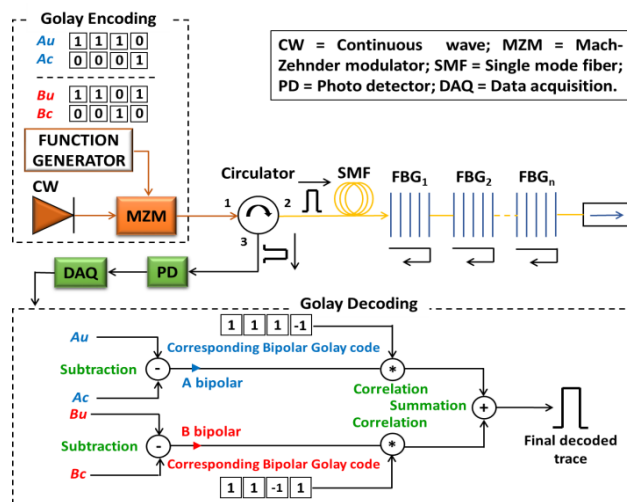 Golay Encoding
Au 1 1 1 0
Ac 0 0 0 1
Bu 1 1 0 1
Bc 0 0 1 0
FUNCTION
GENERATOR
CW
MZM
CW = Continuous wave; MZM = Mach-
Zehnder modulator; SMF = Single mode fiber;
PD = Photo detector; DAQ = Data acquisition.
Circulator
1
2
3
SMF
FBG1
FBG2
FBGn
DAQ
PD
Golay Decoding
1 1 1 -1
Au
Corresponding Bipolar Golay code
Subtraction
-
A bipolar
*
Ac
Correlation
Bu
Summation
+
Correlation
Subtraction
-
B bipolar
*
Bc
Corresponding Bipolar Golay code
1 1 -1 1
Final decoded
trace